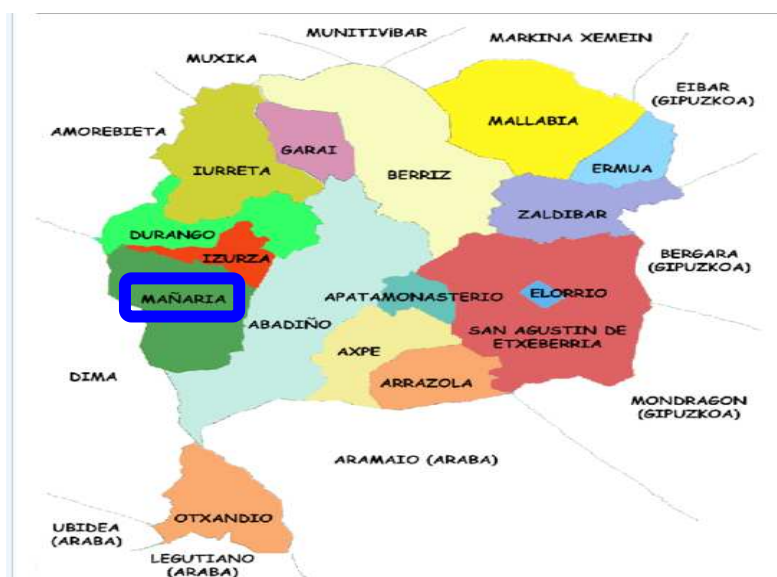 MUNITIVIBAR
MARKINA XEMEIN
MUXIKA
EIBAR
(GIPUZKOA)
MALLABIA
AMOREBIETA
GARAI
IURRETA
BERRIZ
ERMUA
ZALDIBAR
DURANGO
IZURZA
BERGARA
(GIPUZKOA)
MAÑARIA
APATAMONASTERIO
ELORRIO
ABADIÑO
SAN AGUSTIN DE
ETXEBERRIA
AXPE
DIMA
ARRAZOLA
MONDRAGON
(GIPUZKOA)
ARAMAIO (ARABA)
OTXANDIO
UBIDEA
(ARABA)
LEGUTIANO
(ARABA)